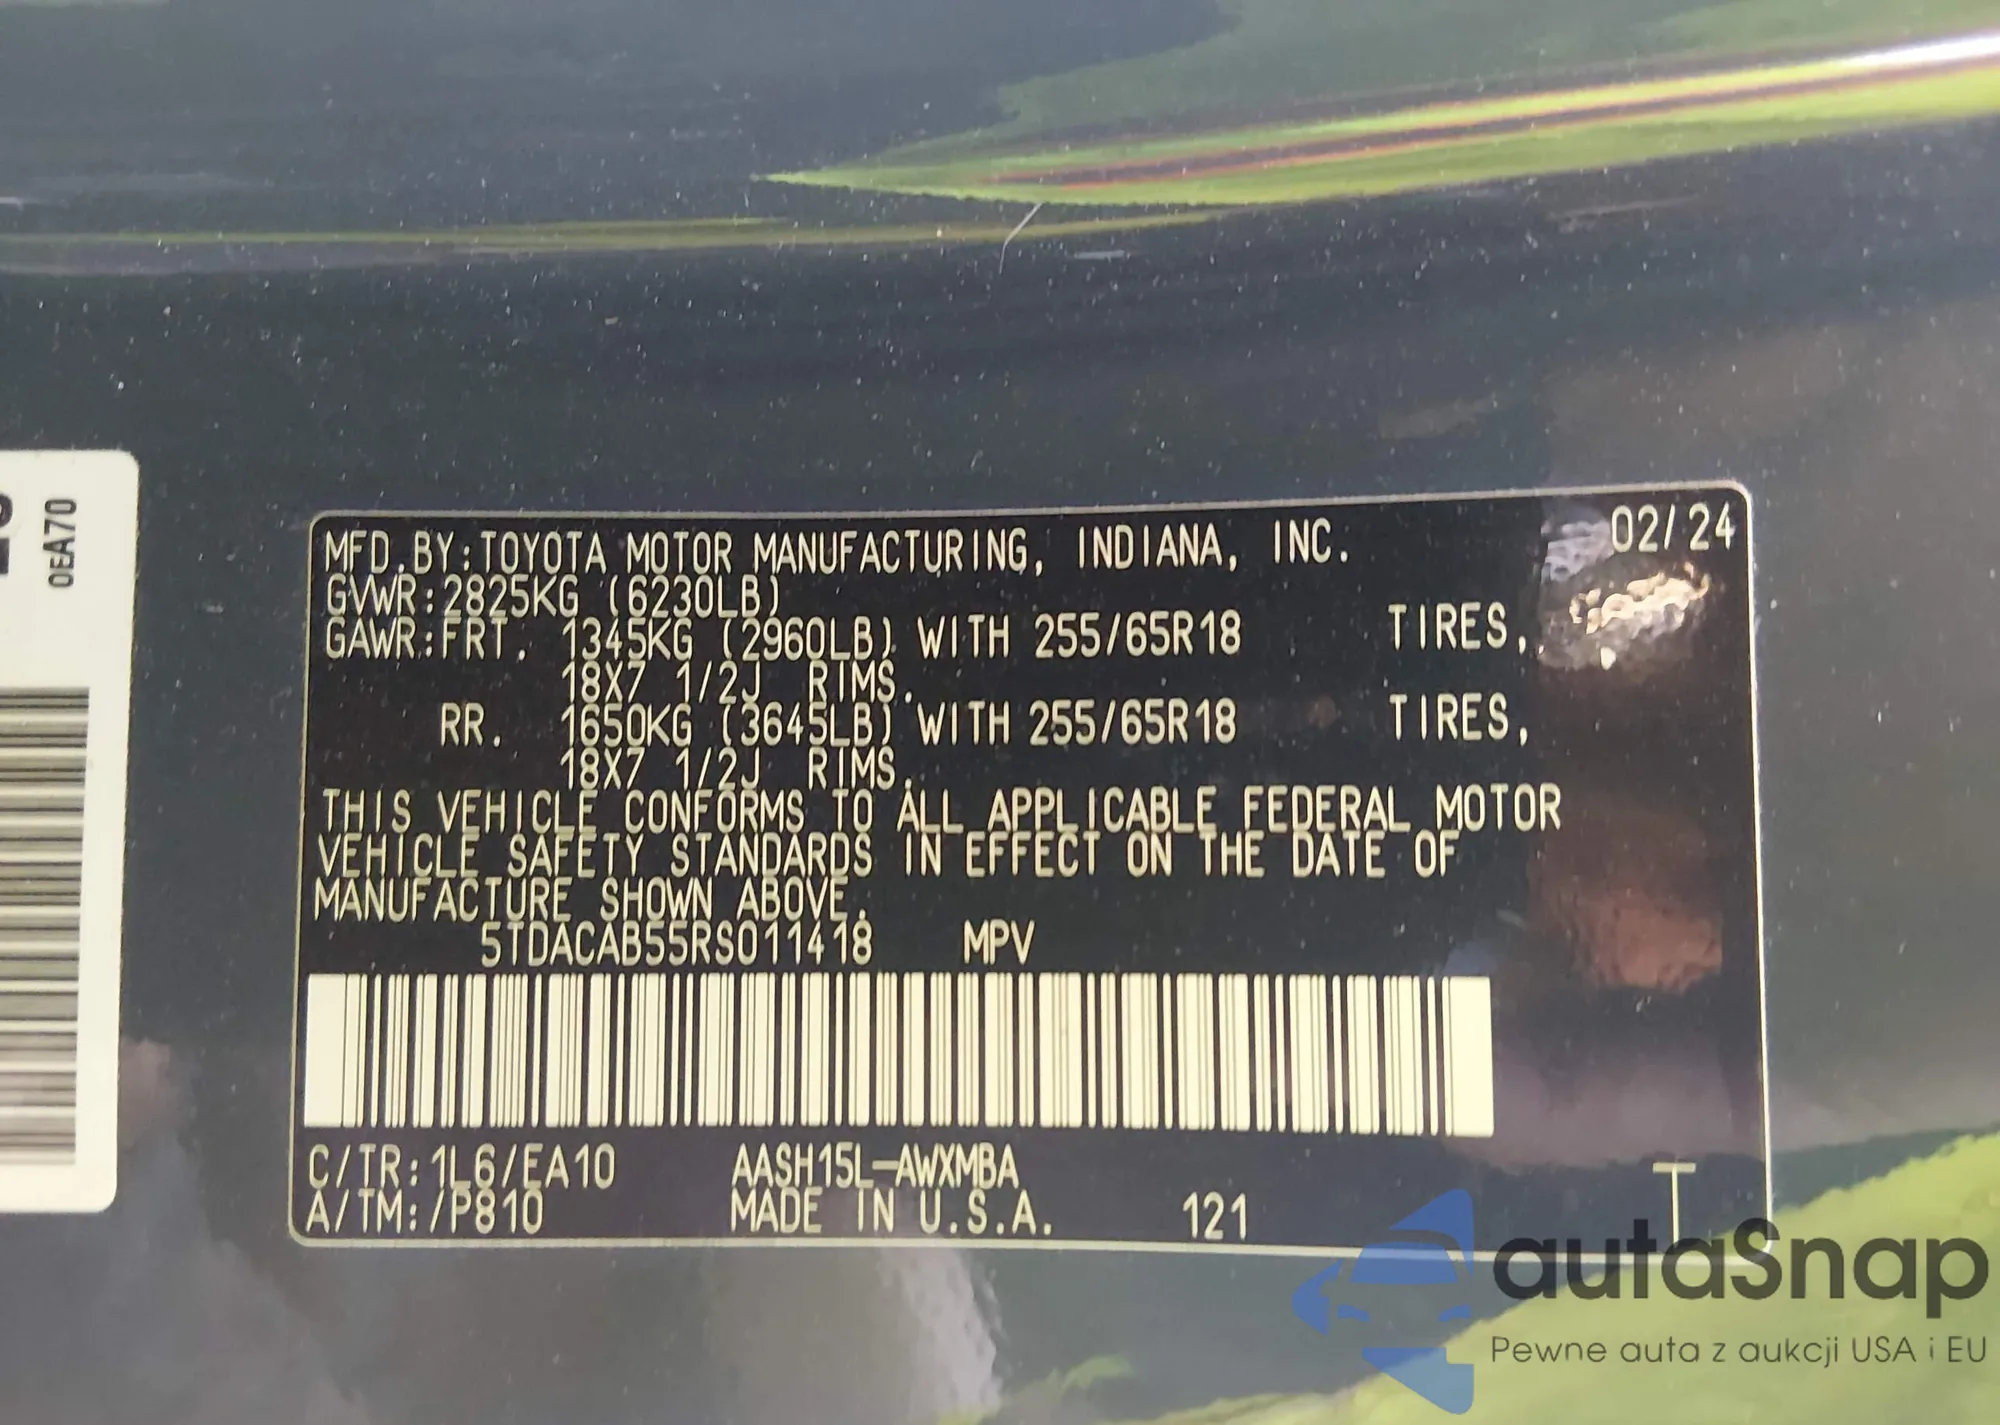 0EA70
MFD.BY:TOYOTA MOTOR MANUFACTURING, INDIANA, INC. 02/24
GVWR:2825KG (6230LB)
GAWR:FRT. 1345KG (2960LB) WITH 255/65R18 TIRES,
18X7 1/2J RIMS.
RR. 1650KG (3645LB) WITH 255/65R18 TIRES,
18X7 1/2J RIMS.
THIS VEHICLE CONFORMS TO ALL APPLICABLE FEDERAL MOTOR
VEHICLE SAFETY STANDARDS IN EFFECT ON THE DATE OF
MANUFACTURE SHOWN ABOVE.
5TDACAB55RS011418 MPV
C/TR:1L6/EA10 AASH15L-AWXMBA
A/TM:/P810 MADE IN U.S.A. 121 T
autaSnap
Pewne auta z aukcji USA i EU